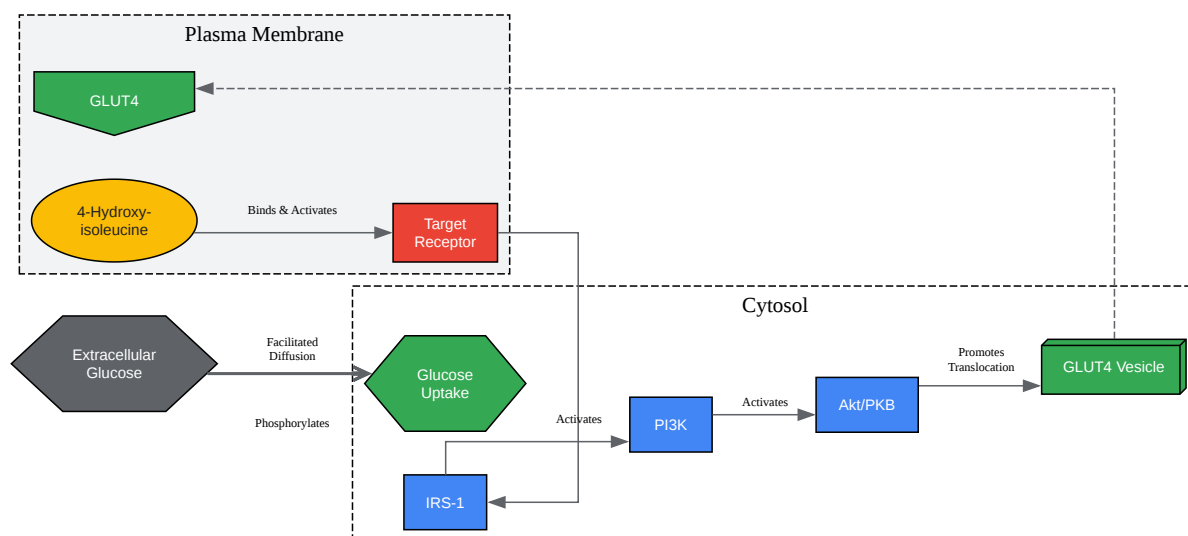 Plasma Membrane
GLUT4
4-Hydroxy-
isoleucine
Binds & Activates
Target
Receptor
Cytosol
Extracellular
Glucose
Facilitated
Diffusion
Glucose
Uptake
Phosphorylates
IRS-1
Activates
PI3K
Activates
Akt/PKB
Promotes
Translocation
GLUT4 Vesicle